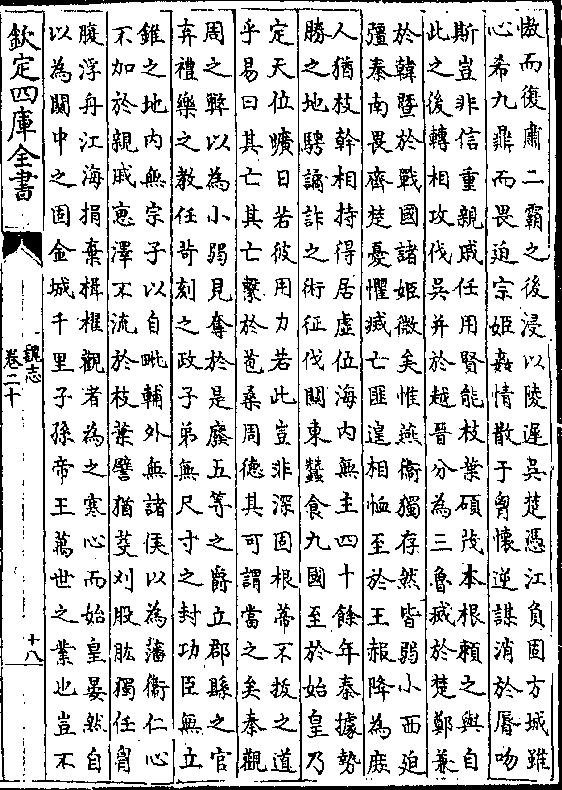 傲而復肅二霸之後浸以陵遲吳楚憑江負固方城雖
心希九鼎而畏迫宗姬姦情散于胷懷逆謀消於脣吻
斯豈非信重親戚任用賢能枝葉碩茂本根賴之與自
此之後轉相攻伐吳并於越晉分為三魯滅於楚鄭兼
於韓暨於戰國諸姬微矣惟燕衞獨存然皆弱小西廹
彊秦南畏齊楚憂懼滅亡匪遑相恤至於王赧降為庻
人猶枝幹相持得居虛位海内無主四十餘年秦據勢
勝之地騁譎詐之術征伐關東蠶食九國至於始皇乃
定天位曠日若彼用力若此豈非深固根蒂不拔之道
乎易曰其亡其亡繫於苞桑周德其可謂當之矣秦觀
周之弊以為小弱見奪於是廢五等之爵立郡縣之官
弃禮樂之教任苛刻之政子弟無尺寸之封功臣無立
錐之地内無宗子以自毗輔外無諸侯以為藩衞仁心
不加於親戚惠澤不流於枝葉譬猶芟刈股肱獨任胷
腹浮舟江海捐棄楫櫂觀者為之寒心而始皇晏然自
以為關中之固金城千里子孫帝王萬世之業也豈不
欽定四庫全書
魏志
卷二十
十八